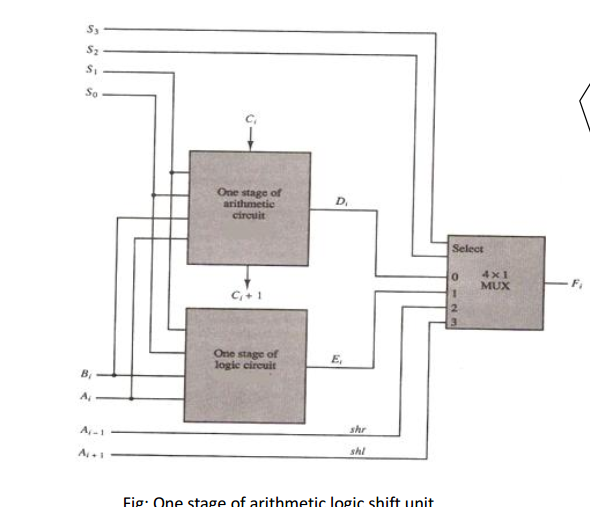 S3
S2
S1
S0
Ci
One stage of
arithmetic
circuit
Di
Select
0
4 × 1
MUX
1
2
3
Fi
Ci + 1
One stage of
logic circuit
Ei
Bi
Ai
Ai – 1
shr
Ai + 1
shl
Fig: One stage of arithmetic logic shift unit